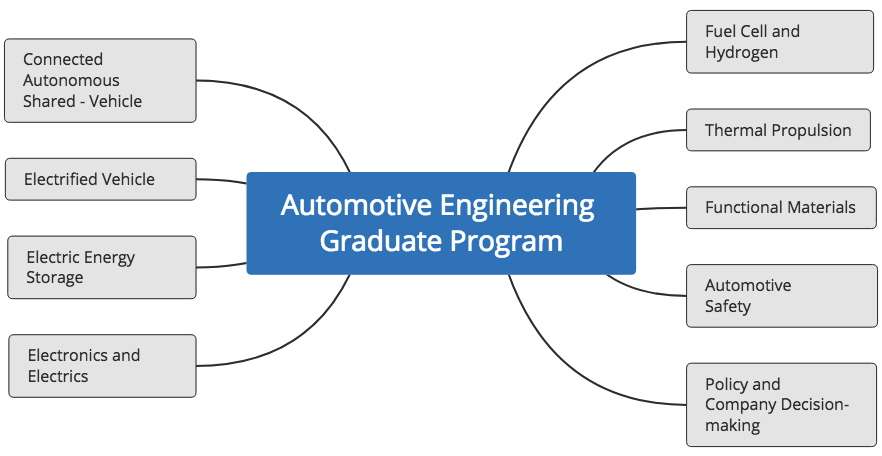 Connected
Autonomous
Shared - Vehicle
Electrified Vehicle
Electric Energy
Storage
Electronics and
Electrics
Automotive Engineering
Graduate Program
Fuel Cell and
Hydrogen
Thermal Propulsion
Functional Materials
Automotive
Safety
Policy and
Company Decision-
making